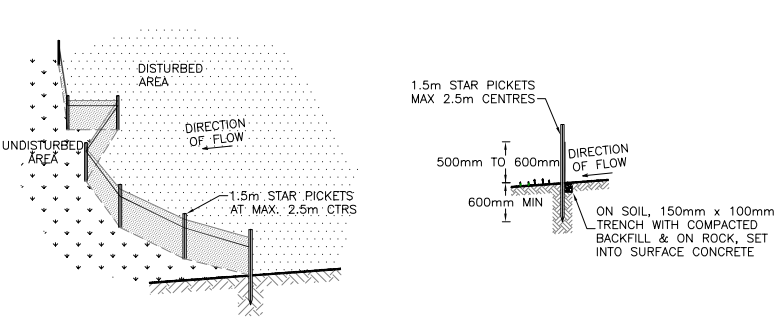 DISTURBED
AREA
UNDISTURBED
AREA
DIRECTION
OF FLOW
1.5m STAR PICKETS
AT MAX. 2.5m CTRS
1.5m STAR PICKETS
MAX 2.5m CENTRES
500mm TO 600mm
DIRECTION
OF FLOW
600mm MIN
ON SOIL, 150mm x 100mm
TRENCH WITH COMPACTED
BACKFILL & ON ROCK, SET
INTO SURFACE CONCRETE